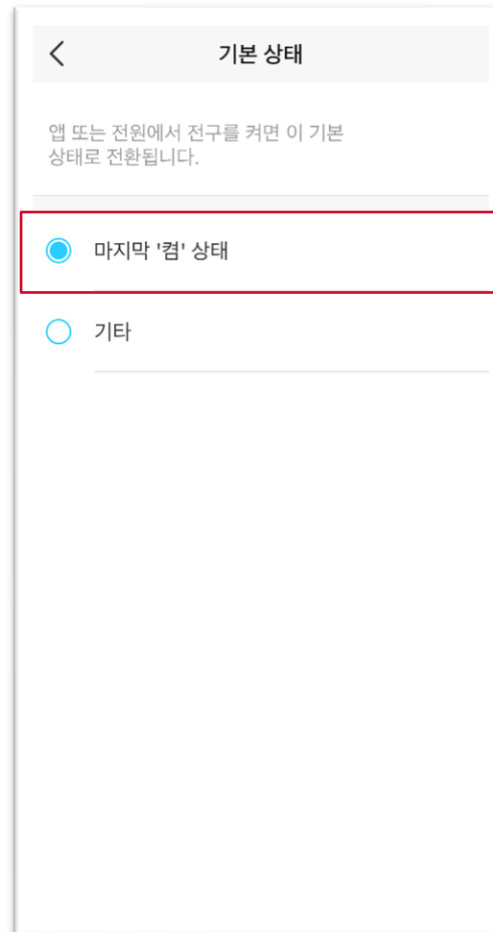 기본 상태
앱 또는 전원에서 전구를 켜면 이 기본
상태로 전환됩니다.
마지막 '켬' 상태
기타